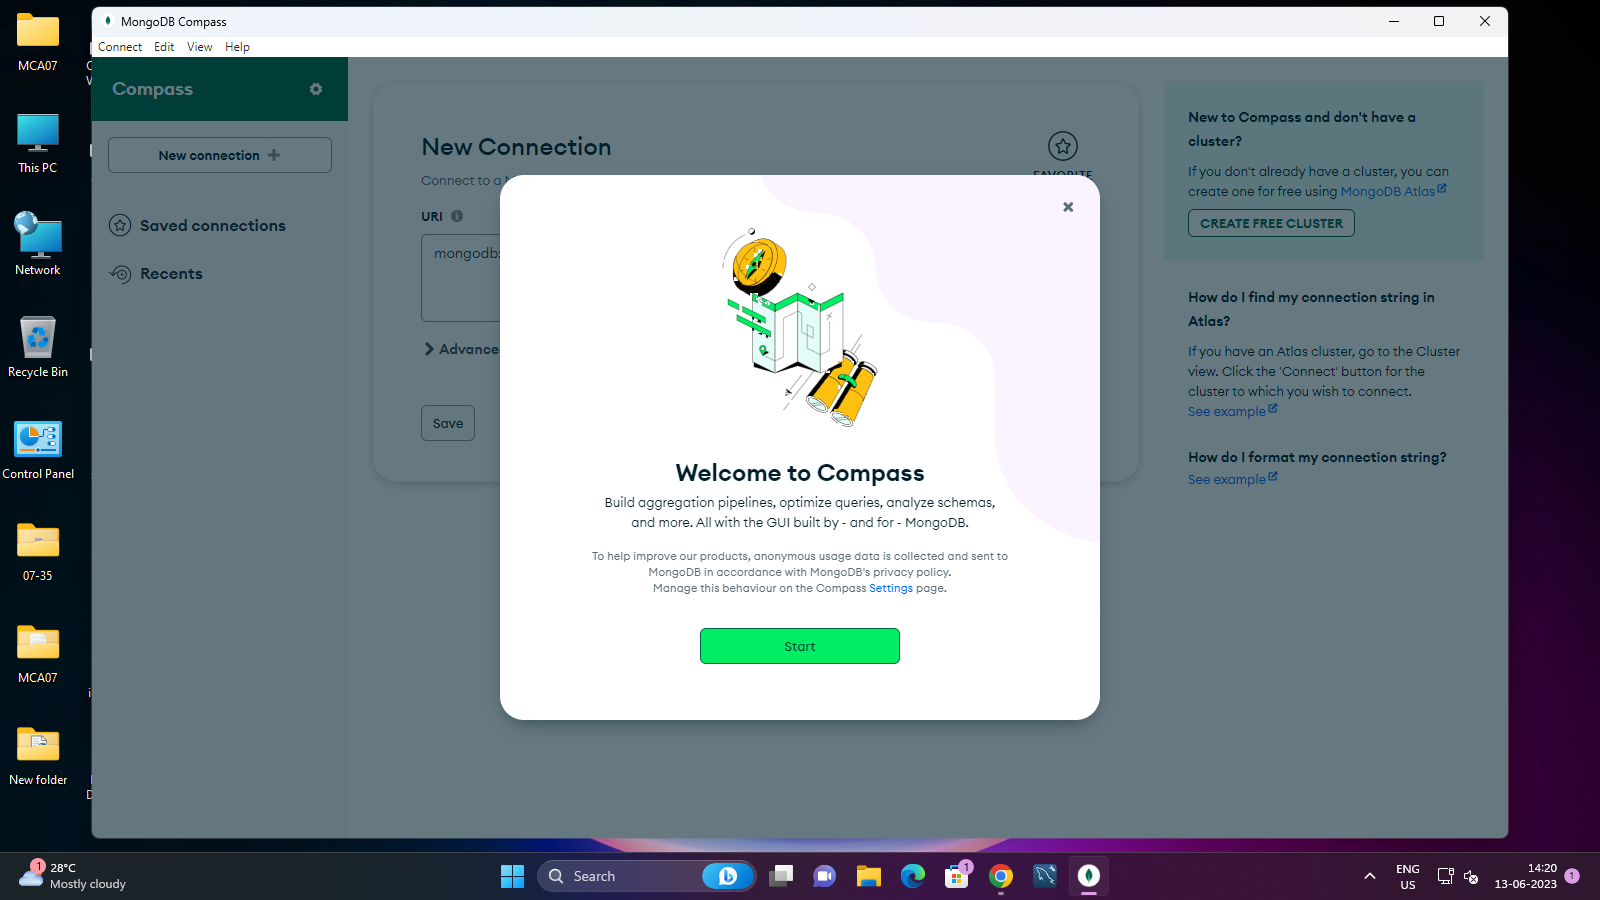 MongoDB Compass
Connect Edit View Help
Compass
New connection
Saved connections
Recents
New Connection
Connect to a
FAVORITE
URI
mongodb:
Advance
Save
New to Compass and don't have a
cluster?
If you don't already have a cluster, you can
create one for free using MongoDB Atlas
CREATE FREE CLUSTER
How do I find my connection string in
Atlas?
If you have an Atlas cluster, go to the Cluster
view. Click the 'Connect' button for the
cluster to which you wish to connect.
See example
How do I format my connection string?
See example
Welcome to Compass
Build aggregation pipelines, optimize queries, analyze schemas,
and more. All with the GUI built by - and for - MongoDB.
To help improve our products, anonymous usage data is collected and sent to
MongoDB in accordance with MongoDB's privacy policy.
Manage this behaviour on the Compass Settings page.
Start
MCA07
This PC
Network
Recycle Bin
Control Panel
07-35
MCA07
New folder
1
28°C
Mostly cloudy
Search
1
ENG
US
14:20
13-06-2023
1